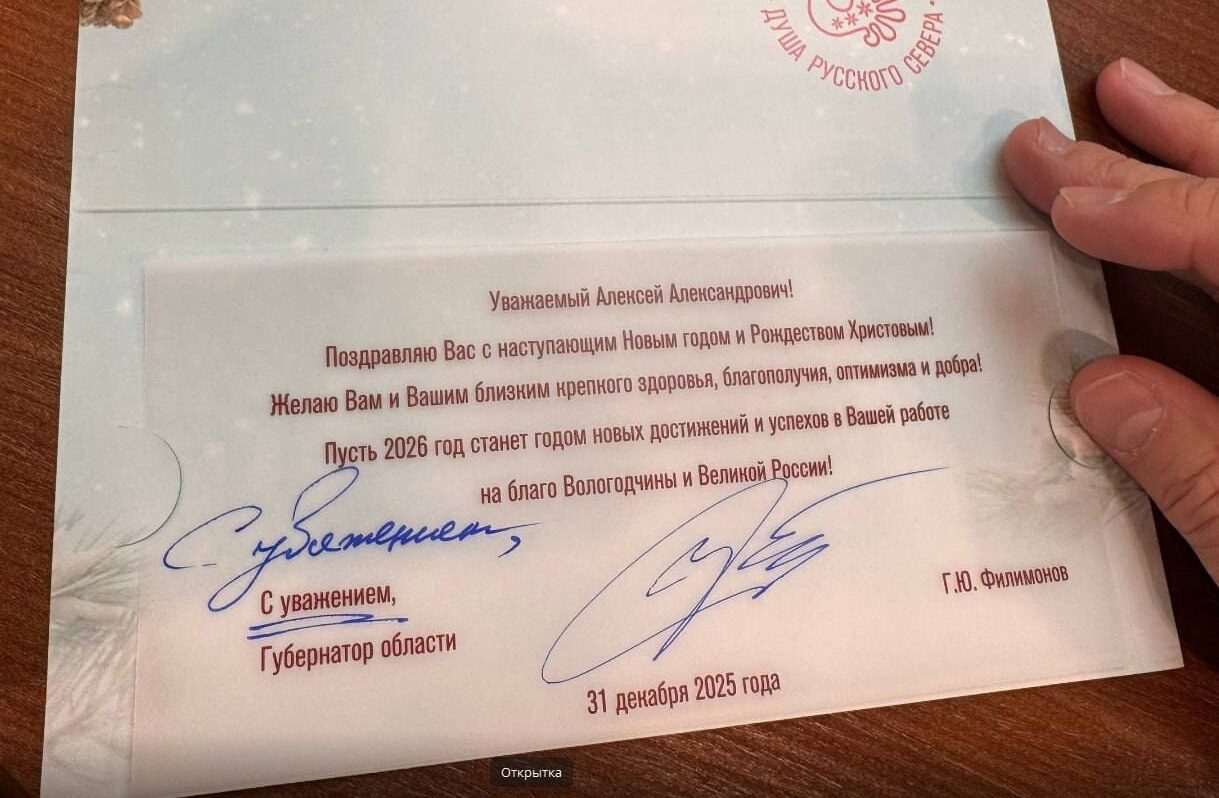 ДУША РУССКОГО СЕВЕРА
Уважаемый Алексей Александрович!
Поздравляю Вас с наступающим Новым годом и Рождеством Христовым!
Желаю Вам и Вашим близким крепкого здоровья, благополучия, оптимизма и добра!
Пусть 2026 год станет годом новых достижений и успехов в Вашей работе
на благо Вологодчины и Великой России!
С уважением,
С уважением,
Губернатор области
Г.Ю. Филимонов
31 декабря 2025 года
Открытка